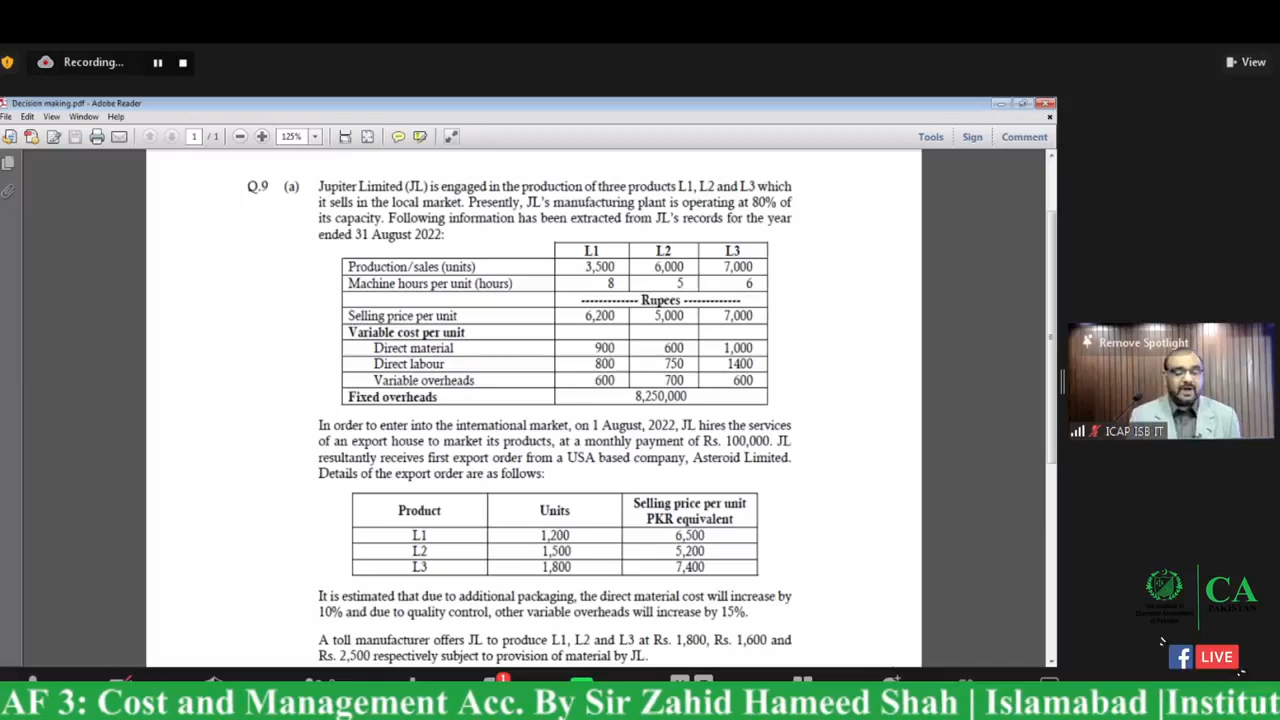 Recording...
View
Decision making.pdf - Adobe Reader
File Edit View Window Help
1 / 1 125% Tools Sign Comment
Q.9 (a) Jupiter Limited (JL) is engaged in the production of three products L1, L2 and L3 which
it sells in the local market. Presently, JL's manufacturing plant is operating at 80% of
its capacity. Following information has been extracted from JL's records for the year
ended 31 August 2022:
L1 L2 L3
Production/sales (units) 3,500 6,000 7,000
Machine hours per unit (hours) 8 5 6
------------ Rupees ------------
Selling price per unit 6,200 5,000 7,000
Variable cost per unit
Direct material 900 600 1,000
Direct labour 800 750 1400
Variable overheads 600 700 600
Fixed overheads 8,250,000
In order to enter into the international market, on 1 August, 2022, JL hires the services
of an export house to market its products, at a monthly payment of Rs. 100,000. JL
resultantly receives first export order from a USA based company, Asteroid Limited.
Details of the export order are as follows:
Product Units Selling price per unit
PKR equivalent
L1 1,200 6,500
L2 1,500 5,200
L3 1,800 7,400
It is estimated that due to additional packaging, the direct material cost will increase by
10% and due to quality control, other variable overheads will increase by 15%.
A toll manufacturer offers JL to produce L1, L2 and L3 at Rs. 1,800, Rs. 1,600 and
Rs. 2,500 respectively subject to provision of material by JL.
Remove Spotlight
ICAP ISB IT
CA
PAKISTAN
f LIVE
1
AF 3: Cost and Management Acc. By Sir Zahid Hameed Shah | Islamabad |Institut